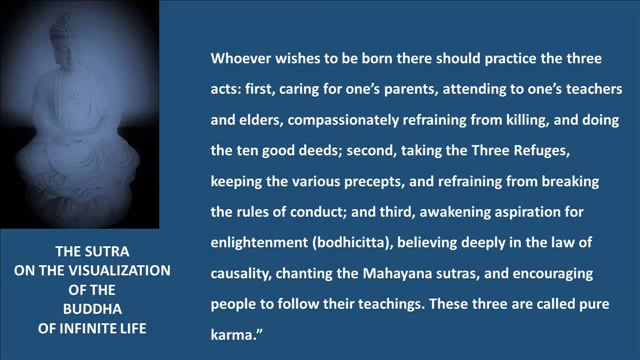 Whoever wishes to be born there should practice the three
acts: first, caring for one’s parents, attending to one’s teachers
and elders, compassionately refraining from killing, and doing
the ten good deeds; second, taking the Three Refuges,
keeping the various precepts, and refraining from breaking
the rules of conduct; and third, awakening aspiration for
enlightenment (bodhicitta), believing deeply in the law of
causality, chanting the Mahayana sutras, and encouraging
people to follow their teachings. These three are called pure
karma.”
THE SUTRA
ON THE VISUALIZATION
OF THE
BUDDHA
OF INFINITE LIFE